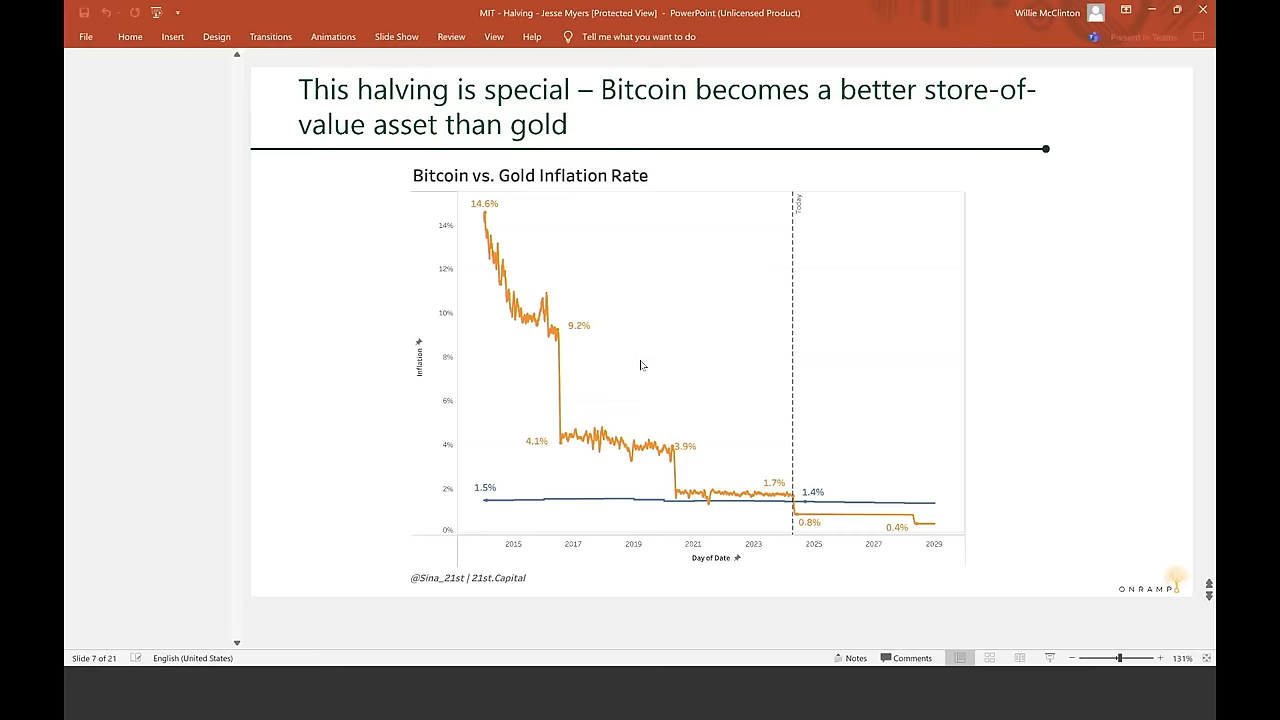 MIT - Halving - Jesse Myers [Protected View] - PowerPoint (Unlicensed Product)
Willie McClinton
File Home Insert Design Transitions Animations Slide Show Review View Help Tell me what you want to do
Present in Teams
This halving is special – Bitcoin becomes a better store-of-
value asset than gold
Bitcoin vs. Gold Inflation Rate
14.6%
Today
14%
12%
10%
9.2%
8%
Inflation
6%
4.1%
4%
3.9%
2%
1.5%
1.7%
1.4%
0.8%
0.4%
0%
2015 2017 2019 2021 2023 2025 2027 2029
Day of Date
@Sina_21st | 21st.Capital
ONRAMP
Slide 7 of 21 English (United States) Notes Comments 131%